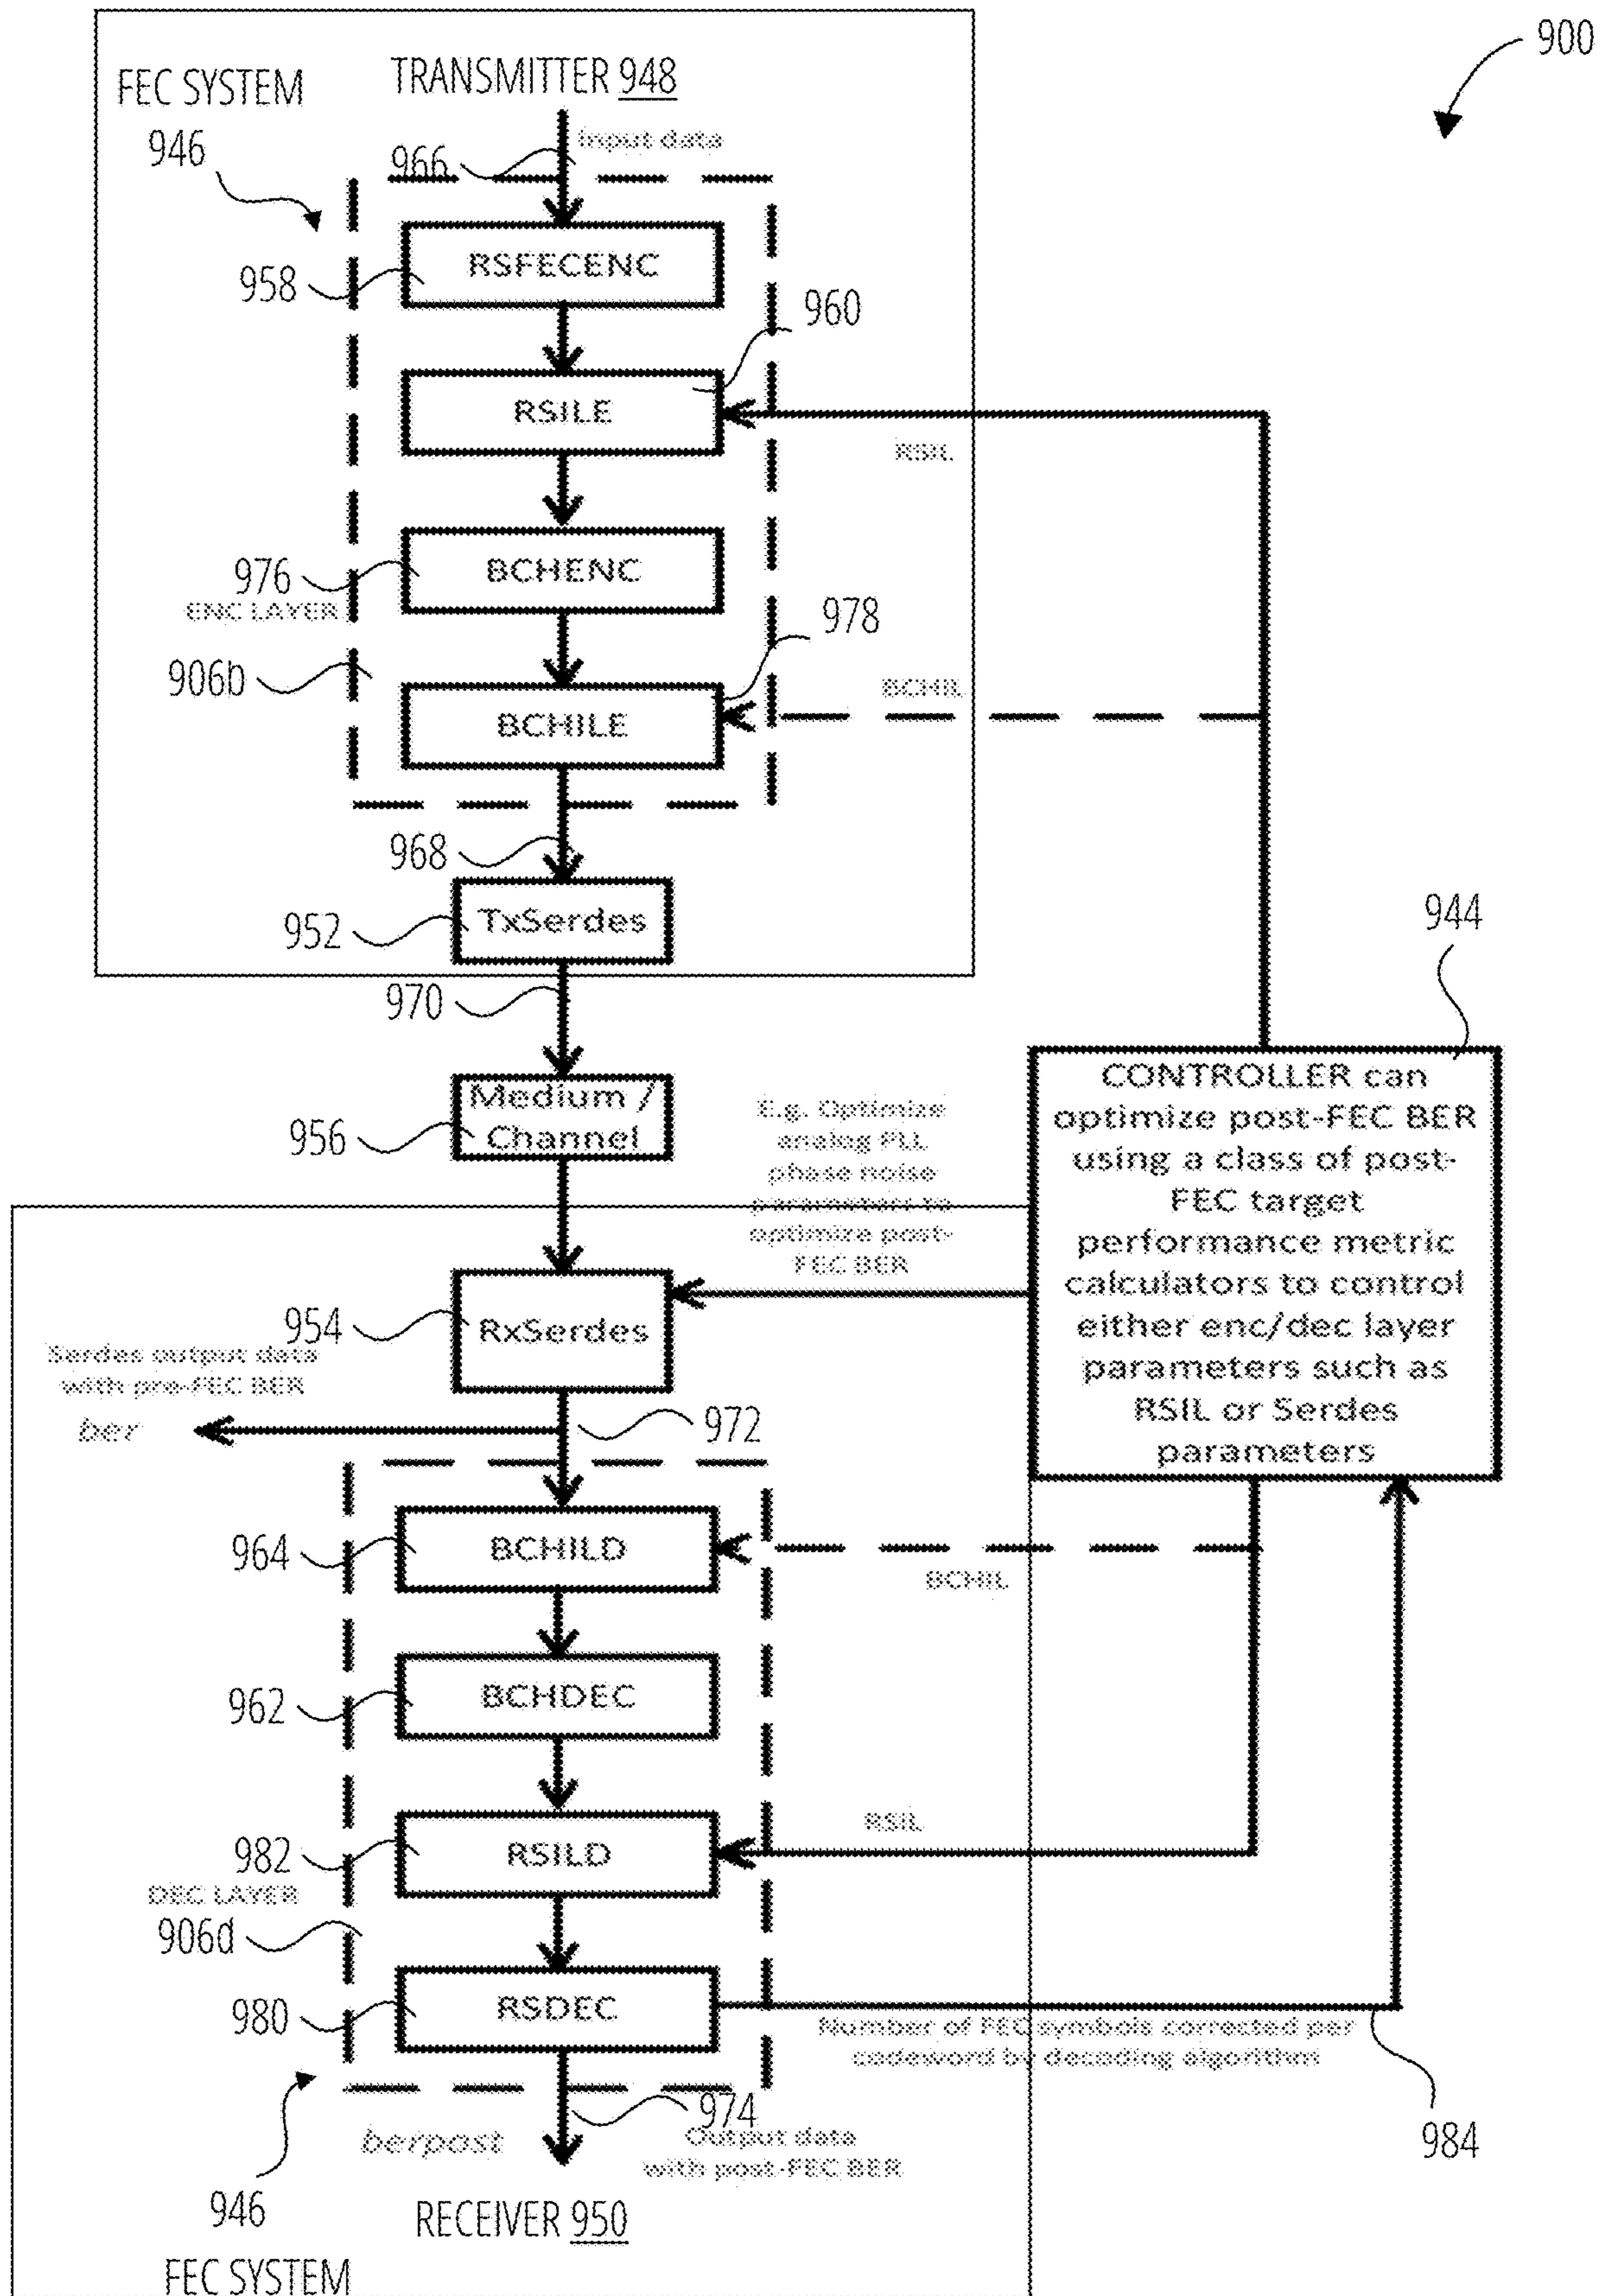 900
FEC SYSTEM
946
TRANSMITTER 948
Input data
966
RSFECENC
958
960
RSILE
RSIL
976
BCHENC
ENC LAYER
978
906b
BCHIL
BCHILE
968
952
TxSerdes
944
970
956
Medium /
Channel
E.g. Optimize
analog PLL
phase noise
parameters to
optimize post-
FEC BER
CONTROLLER can
optimize post-FEC BER
using a class of post-
FEC target
performance metric
calculators to control
either enc/dec layer
parameters such as
RSIL or Serdes
parameters
954
RxSerdes
Serdes output data
with pre-FEC BER
ber
972
964
BCHILD
BCHIL
962
BCHDEC
RSIL
982
RSILD
DEC LAYER
906d
980
RSDEC
Number of FEC symbols corrected per
codeword by decoding algorithm
984
974
berpost
Output data
with post-FEC BER
946
FEC SYSTEM
RECEIVER 950